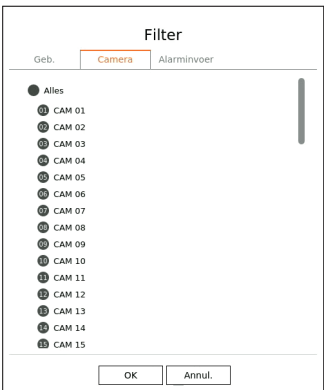 Filter
Geb. Camera Alarminvoer
Alles
01 CAM 01
02 CAM 02
03 CAM 03
04 CAM 04
05 CAM 05
06 CAM 06
07 CAM 07
08 CAM 08
09 CAM 09
10 CAM 10
11 CAM 11
12 CAM 12
13 CAM 13
14 CAM 14
15 CAM 15
OK Annul.